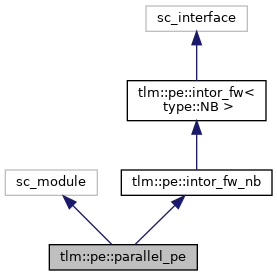 sc_interface
tlm::pe::intor_fw<
type::NB >
sc_module
tlm::pe::intor_fw_nb
tlm::pe::parallel_pe